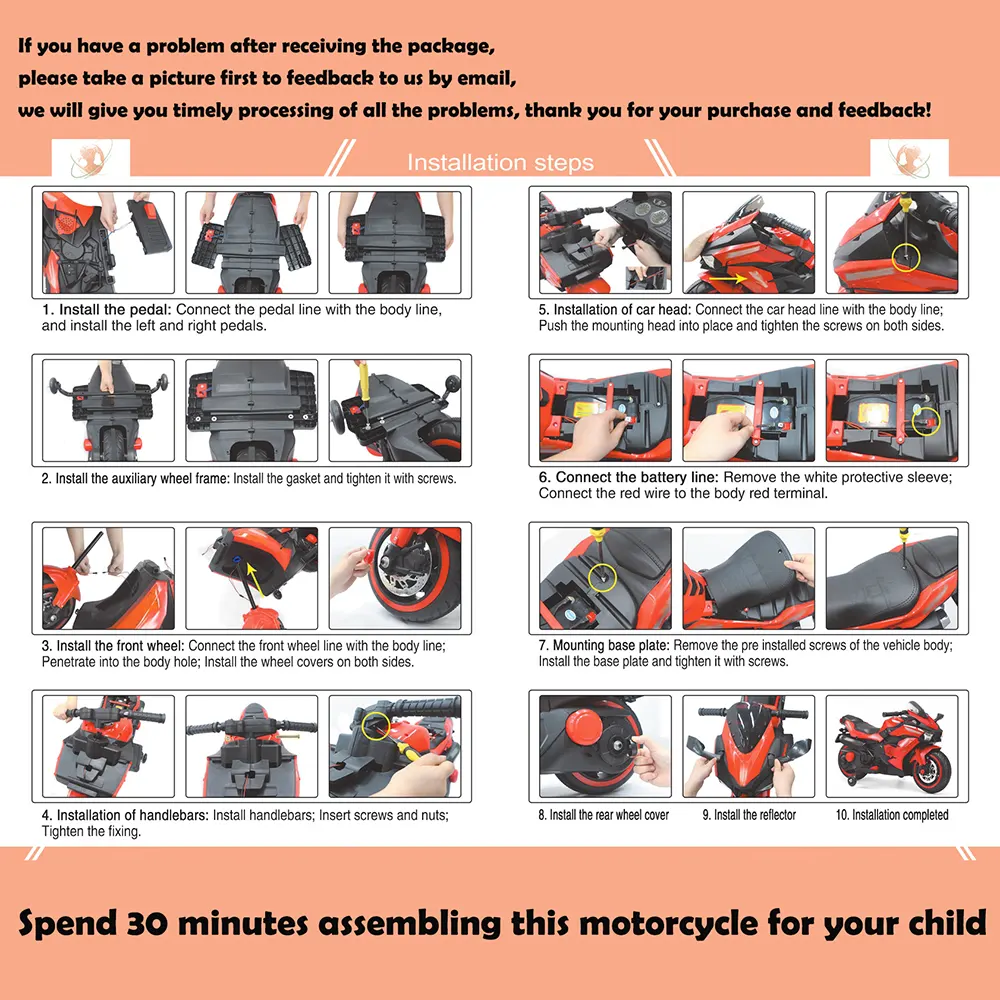 If you have a problem after receiving the package,
please take a picture first to feedback to us by email,
we will give you timely processing of all the problems, thank you for your purchase and feedback!
Installation steps
1. Install the pedal: Connect the pedal line with the body line,
and install the left and right pedals.
2. Install the auxiliary wheel frame: Install the gasket and tighten it with screws.
3. Install the front wheel: Connect the front wheel line with the body line;
Penetrate into the body hole; Install the wheel covers on both sides.
4. Installation of handlebars: Install handlebars; Insert screws and nuts;
Tighten the fixing.
5. Installation of car head: Connect the car head line with the body line;
Push the mounting head into place and tighten the screws on both sides.
6. Connect the battery line: Remove the white protective sleeve;
Connect the red wire to the body red terminal.
7. Mounting base plate: Remove the pre installed screws of the vehicle body;
Install the base plate and tighten it with screws.
8. Install the rear wheel cover
9. Install the reflector
10. Installation completed
Spend 30 minutes assembling this motorcycle for your child